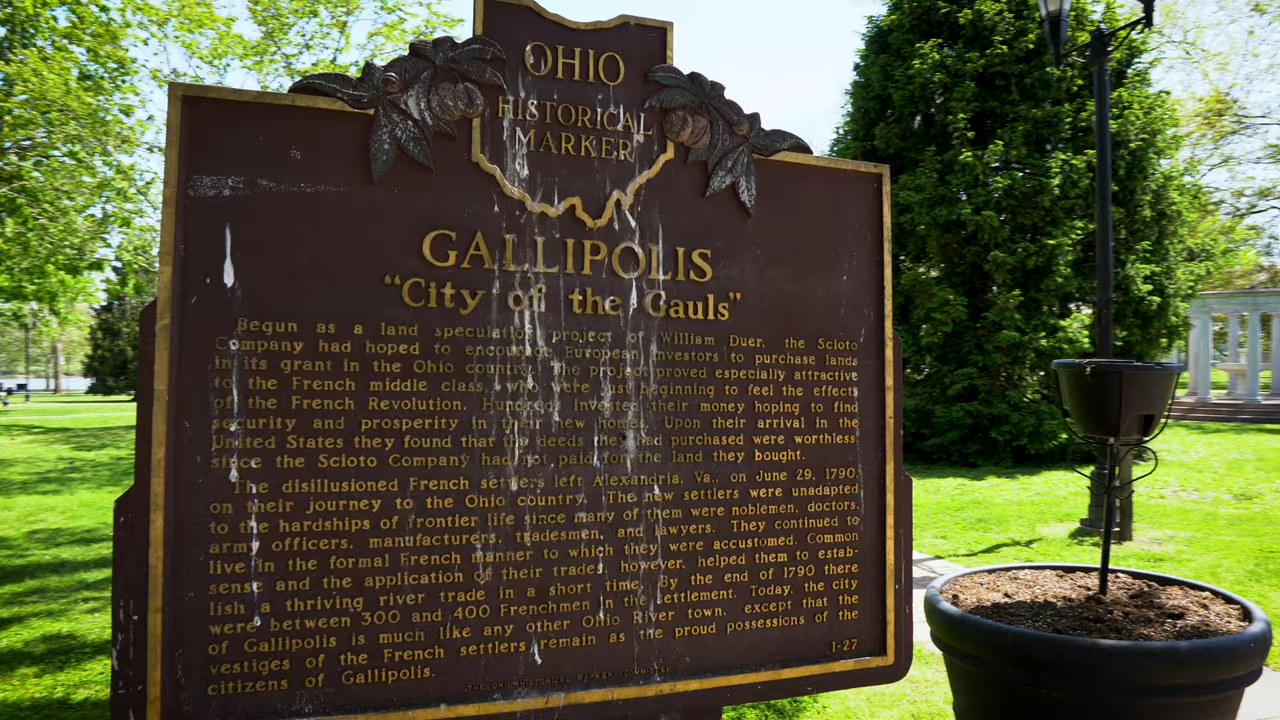 OHIO
HISTORICAL
MARKER
GALLIPOLIS
"City of the Gauls"
Begun as a land speculation project of William Duer, the Scioto
Company had hoped to encourage European investors to purchase lands
in its grant in the Ohio country. The project proved especially attractive
to the French middle class, who were just beginning to feel the effects
of the French Revolution. Hundreds invested their money hoping to find
security and prosperity in their new homes. Upon their arrival in the
United States they found that the deeds they had purchased were worthless
since the Scioto Company had not paid for the land they bought.
The disillusioned French settlers left Alexandria, Va., on June 29, 1790,
on their journey to the Ohio country. The new settlers were unadapted
to the hardships of frontier life since many of them were noblemen, doctors,
army officers, manufacturers, tradesmen, and lawyers. They continued to
live in the formal French manner to which they were accustomed. Common
sense and the application of their trades, however, helped them to estab-
lish a thriving river trade in a short time. By the end of 1790 there
were between 300 and 400 Frenchmen in the settlement. Today, the city
of Gallipolis is much like any other Ohio River town, except that the
vestiges of the French settlers remain as the proud possessions of the
citizens of Gallipolis.
1-27
THE OHIO HISTORICAL MARKER COMMITTEE